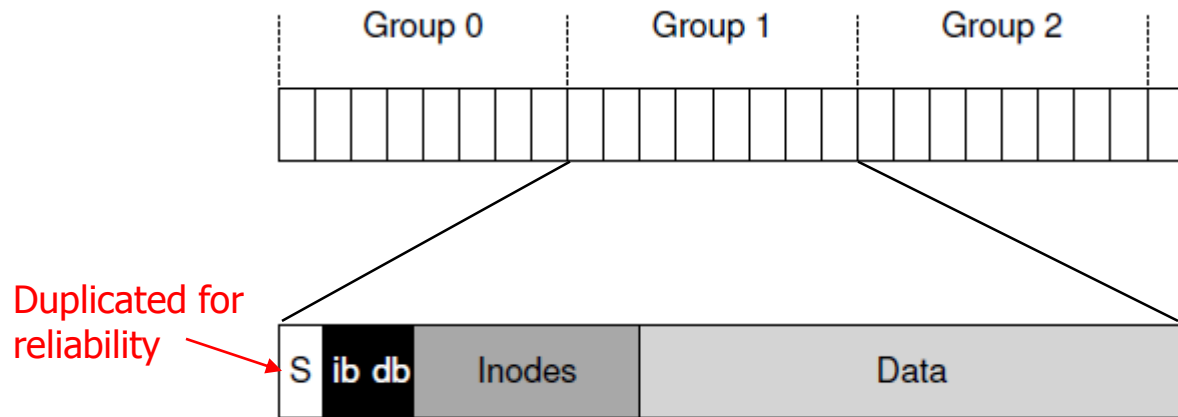 Group 0 Group 1 Group 2
Duplicated for
reliability
S ib db Inodes Data